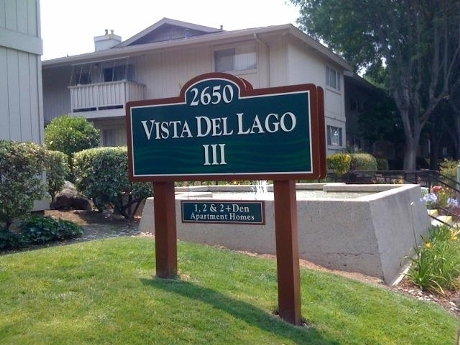 2650
VISTA DEL LAGO
III
1, 2 & 2+Den
Apartment Homes